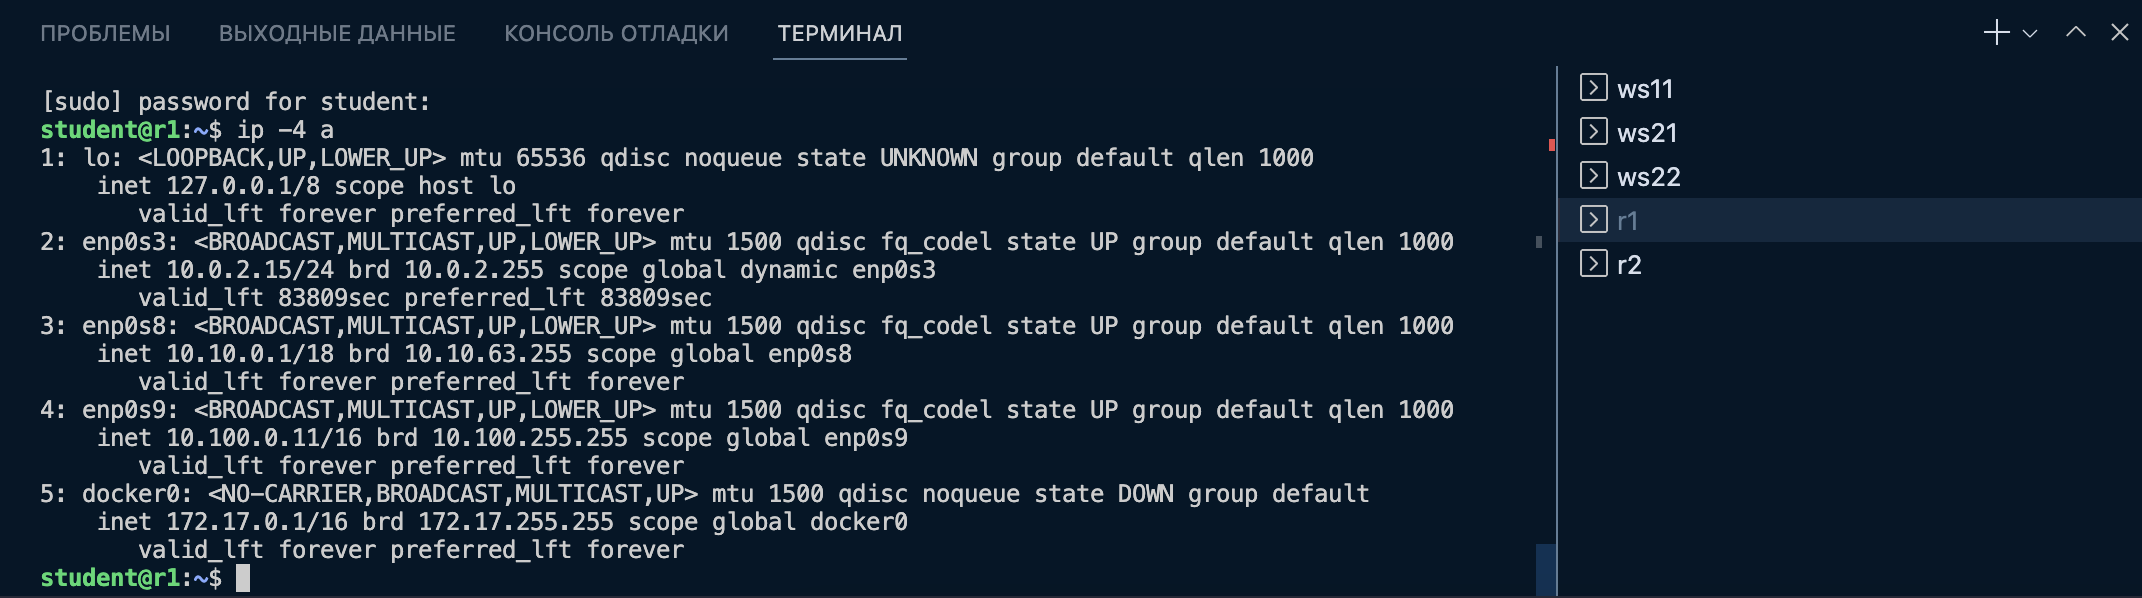 ПРОБЛЕМЫ ВЫХОДНЫЕ ДАННЫЕ КОНСОЛЬ ОТЛАДКИ ТЕРМИНАЛ
[sudo] password for student:
student@r1:~$ ip -4 a
1: lo: <LOOPBACK,UP,LOWER_UP> mtu 65536 qdisc noqueue state UNKNOWN group default qlen 1000
    inet 127.0.0.1/8 scope host lo
       valid_lft forever preferred_lft forever
2: enp0s3: <BROADCAST,MULTICAST,UP,LOWER_UP> mtu 1500 qdisc fq_codel state UP group default qlen 1000
    inet 10.0.2.15/24 brd 10.0.2.255 scope global dynamic enp0s3
       valid_lft 83809sec preferred_lft 83809sec
3: enp0s8: <BROADCAST,MULTICAST,UP,LOWER_UP> mtu 1500 qdisc fq_codel state UP group default qlen 1000
    inet 10.10.0.1/18 brd 10.10.63.255 scope global enp0s8
       valid_lft forever preferred_lft forever
4: enp0s9: <BROADCAST,MULTICAST,UP,LOWER_UP> mtu 1500 qdisc fq_codel state UP group default qlen 1000
    inet 10.100.0.11/16 brd 10.100.255.255 scope global enp0s9
       valid_lft forever preferred_lft forever
5: docker0: <NO-CARRIER,BROADCAST,MULTICAST,UP> mtu 1500 qdisc noqueue state DOWN group default
    inet 172.17.0.1/16 brd 172.17.255.255 scope global docker0
       valid_lft forever preferred_lft forever
student@r1:~$
ws11
ws21
ws22
r1
r2